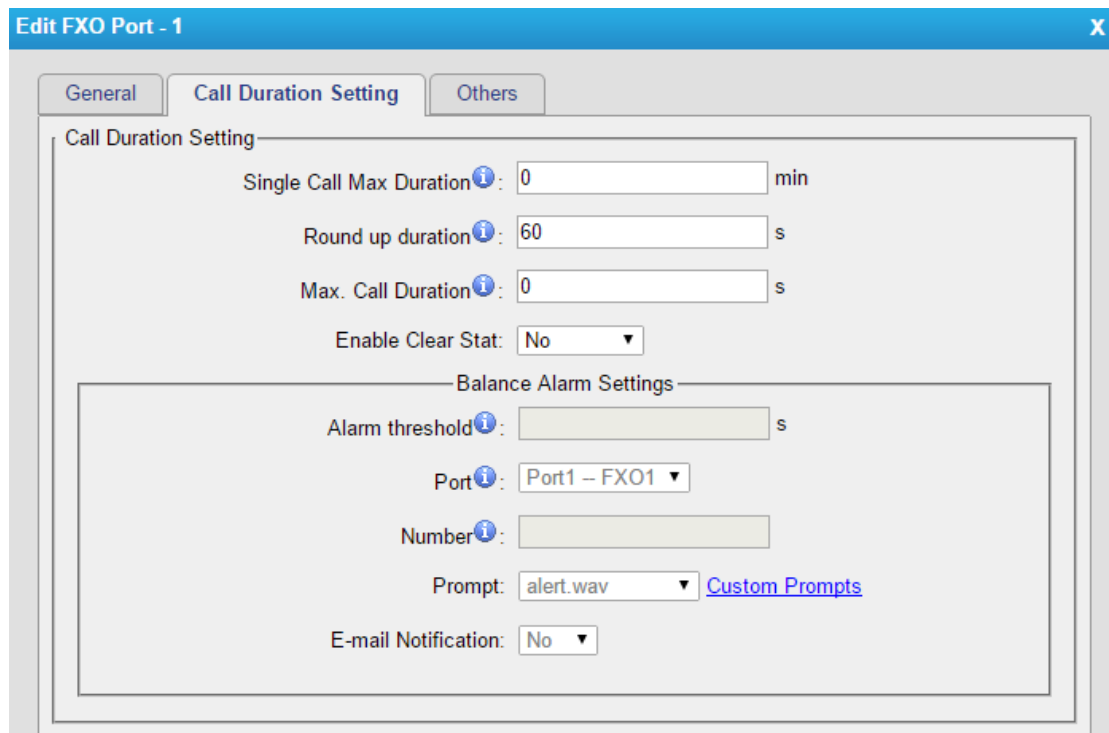 Edit FXO Port - 1 X
General Call Duration Setting Others
Call Duration Setting
Single Call Max Duration i : 0 min
Round up duration i : 60 s
Max. Call Duration i : 0 s
Enable Clear Stat: No
Balance Alarm Settings
Alarm threshold i : s
Port i : Port1 -- FXO1
Number i :
Prompt: alert.wav Custom Prompts
E-mail Notification: No